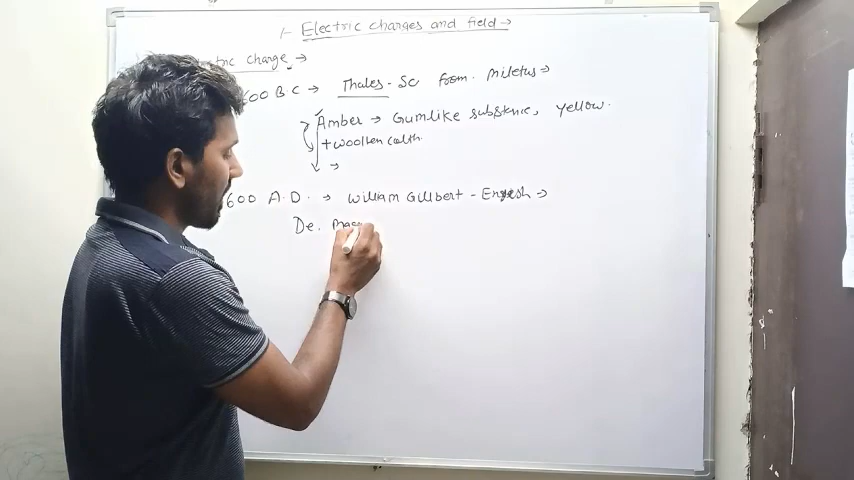 :- Electric charges and field →
tric charge →
600 B.C → Thales - Sc from Miletus →
Amber → Gumlike substance, yellow.
+ woollen cloth
→
600 A.D. → William Gilbert - English →
De. Mag